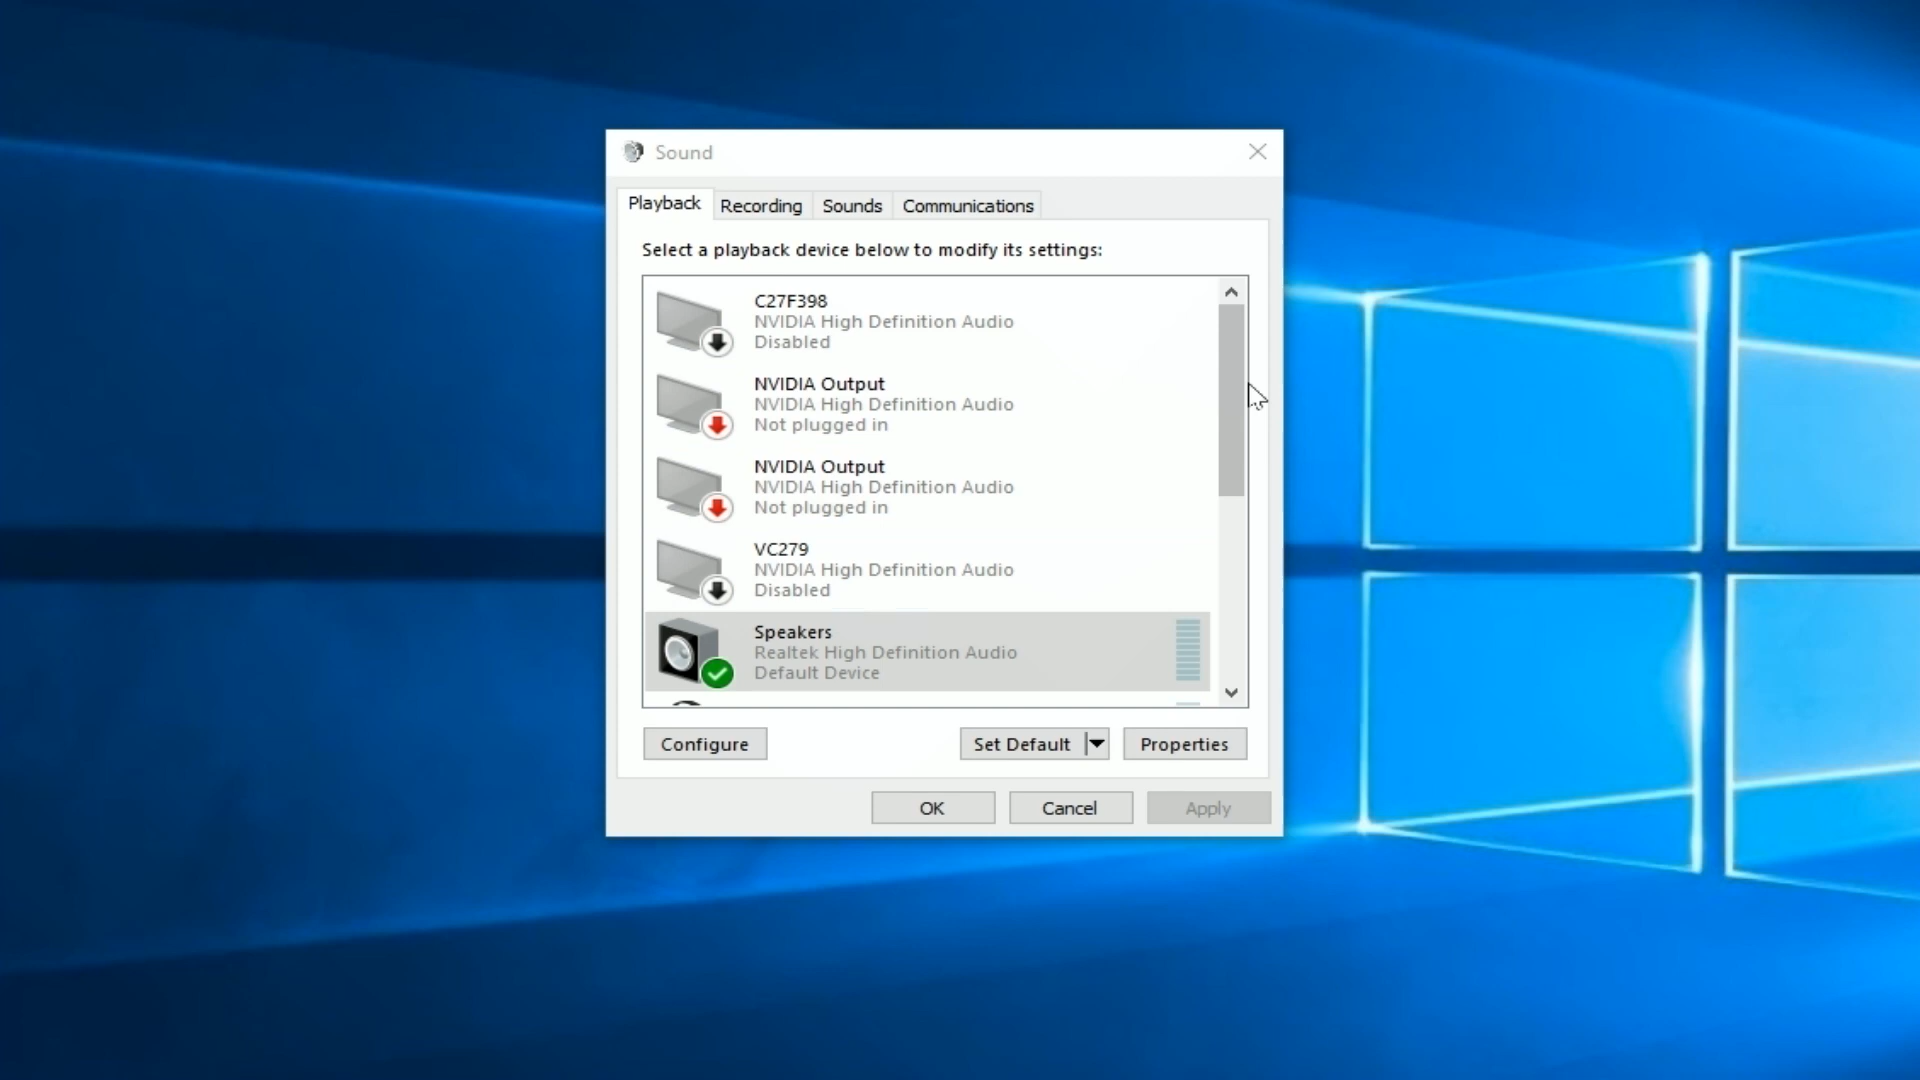 Sound
Playback
Recording
Sounds
Communications
Select a playback device below to modify its settings:
C27F398
NVIDIA High Definition Audio
Disabled
NVIDIA Output
NVIDIA High Definition Audio
Not plugged in
NVIDIA Output
NVIDIA High Definition Audio
Not plugged in
VC279
NVIDIA High Definition Audio
Disabled
Speakers
Realtek High Definition Audio
Default Device
Configure
Set Default
Properties
OK
Cancel
Apply